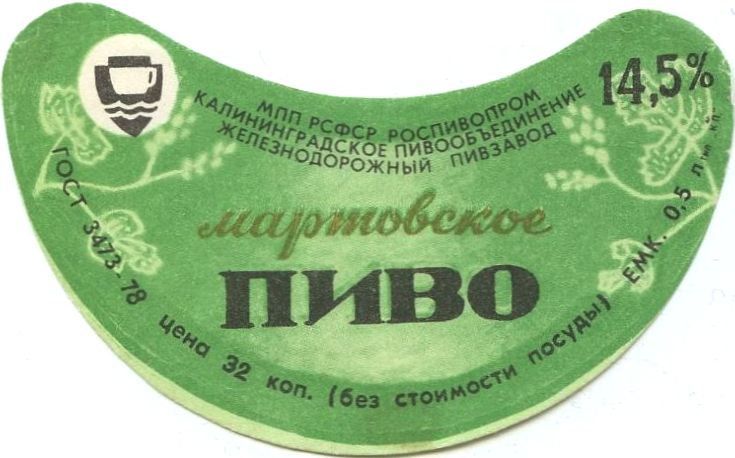 МПП РСФСР РОСПИВОПРОМ
КАЛИНИНГРАДСКОЕ ПИВООБЪЕДИНЕНИЕ
ЖЕЛЕЗНОДОРОЖНЫЙ ПИВЗАВОД
14,5%
мартовское
ПИВО
ГОСТ 3473-78 цена 32 коп. (без стоимости посуды) ЕМК. 0,5 л